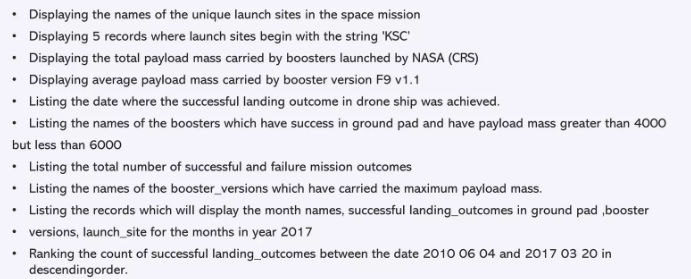 • Displaying the names of the unique launch sites in the space mission
• Displaying 5 records where launch sites begin with the string 'KSC'
• Displaying the total payload mass carried by boosters launched by NASA (CRS)
• Displaying average payload mass carried by booster version F9 v1.1
• Listing the date where the successful landing outcome in drone ship was achieved.
• Listing the names of the boosters which have success in ground pad and have payload mass greater than 4000
but less than 6000
• Listing the total number of successful and failure mission outcomes
• Listing the names of the booster_versions which have carried the maximum payload mass.
• Listing the records which will display the month names, successful landing_outcomes in ground pad ,booster
• versions, launch_site for the months in year 2017
• Ranking the count of successful landing_outcomes between the date 2010 06 04 and 2017 03 20 in
descendingorder.